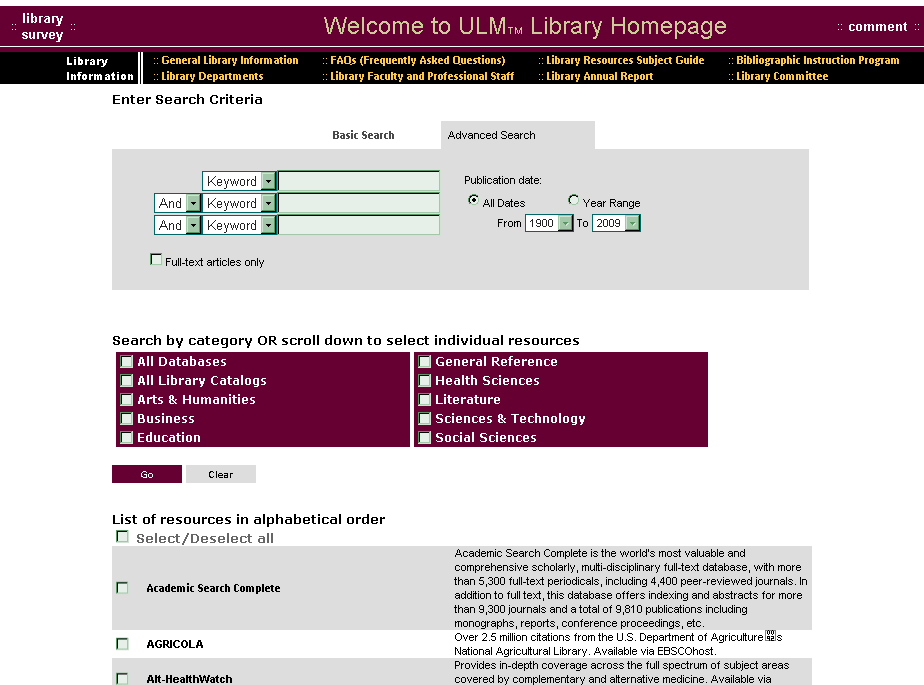 :: library survey ::
Welcome to ULM™ Library Homepage
:: comment ::
Library Information
:: General Library Information
:: FAQs (Frequently Asked Questions)
:: Library Resources Subject Guide
:: Bibliographic Instruction Program
:: Library Departments
:: Library Faculty and Professional Staff
:: Library Annual Report
:: Library Committee
Enter Search Criteria
Basic Search
Advanced Search
Keyword
And Keyword
And Keyword
Publication date:
All Dates Year Range
From 1900 To 2009
Full-text articles only
Search by category OR scroll down to select individual resources
All Databases
All Library Catalogs
Arts & Humanities
Business
Education
General Reference
Health Sciences
Literature
Sciences & Technology
Social Sciences
Go Clear
List of resources in alphabetical order
Select/Deselect all
Academic Search Complete
Academic Search Complete is the world's most valuable and
comprehensive scholarly, multi-disciplinary full-text database, with more
than 5,300 full-text periodicals, including 4,400 peer-reviewed journals. In
addition to full text, this database offers indexing and abstracts for more
than 9,300 journals and a total of 9,810 publications including
monographs, reports, conference proceedings, etc.
AGRICOLA
Over 2.5 million citations from the U.S. Department of Agriculture s
National Agricultural Library. Available via EBSCOhost.
Alt-HealthWatch
Provides in-depth coverage across the full spectrum of subject areas
covered by complementary and alternative medicine. Available via